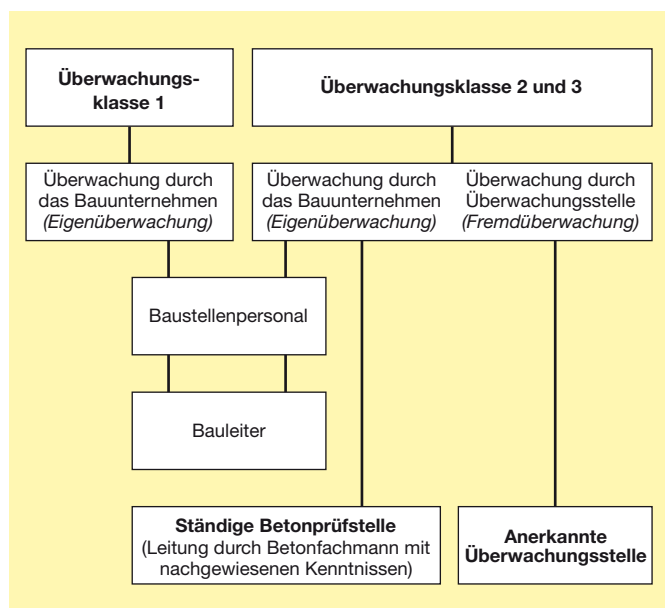 Überwachungs-
klasse 1
Überwachungsklasse 2 und 3
Überwachung durch
das Bauunternehmen
(Eigenüberwachung)
Überwachung durch
das Bauunternehmen
(Eigenüberwachung)
Überwachung durch
Überwachungsstelle
(Fremdüberwachung)
Baustellenpersonal
Bauleiter
Ständige Betonprüfstelle
(Leitung durch Betonfachmann mit
nachgewiesenen Kenntnissen)
Anerkannte
Überwachungsstelle